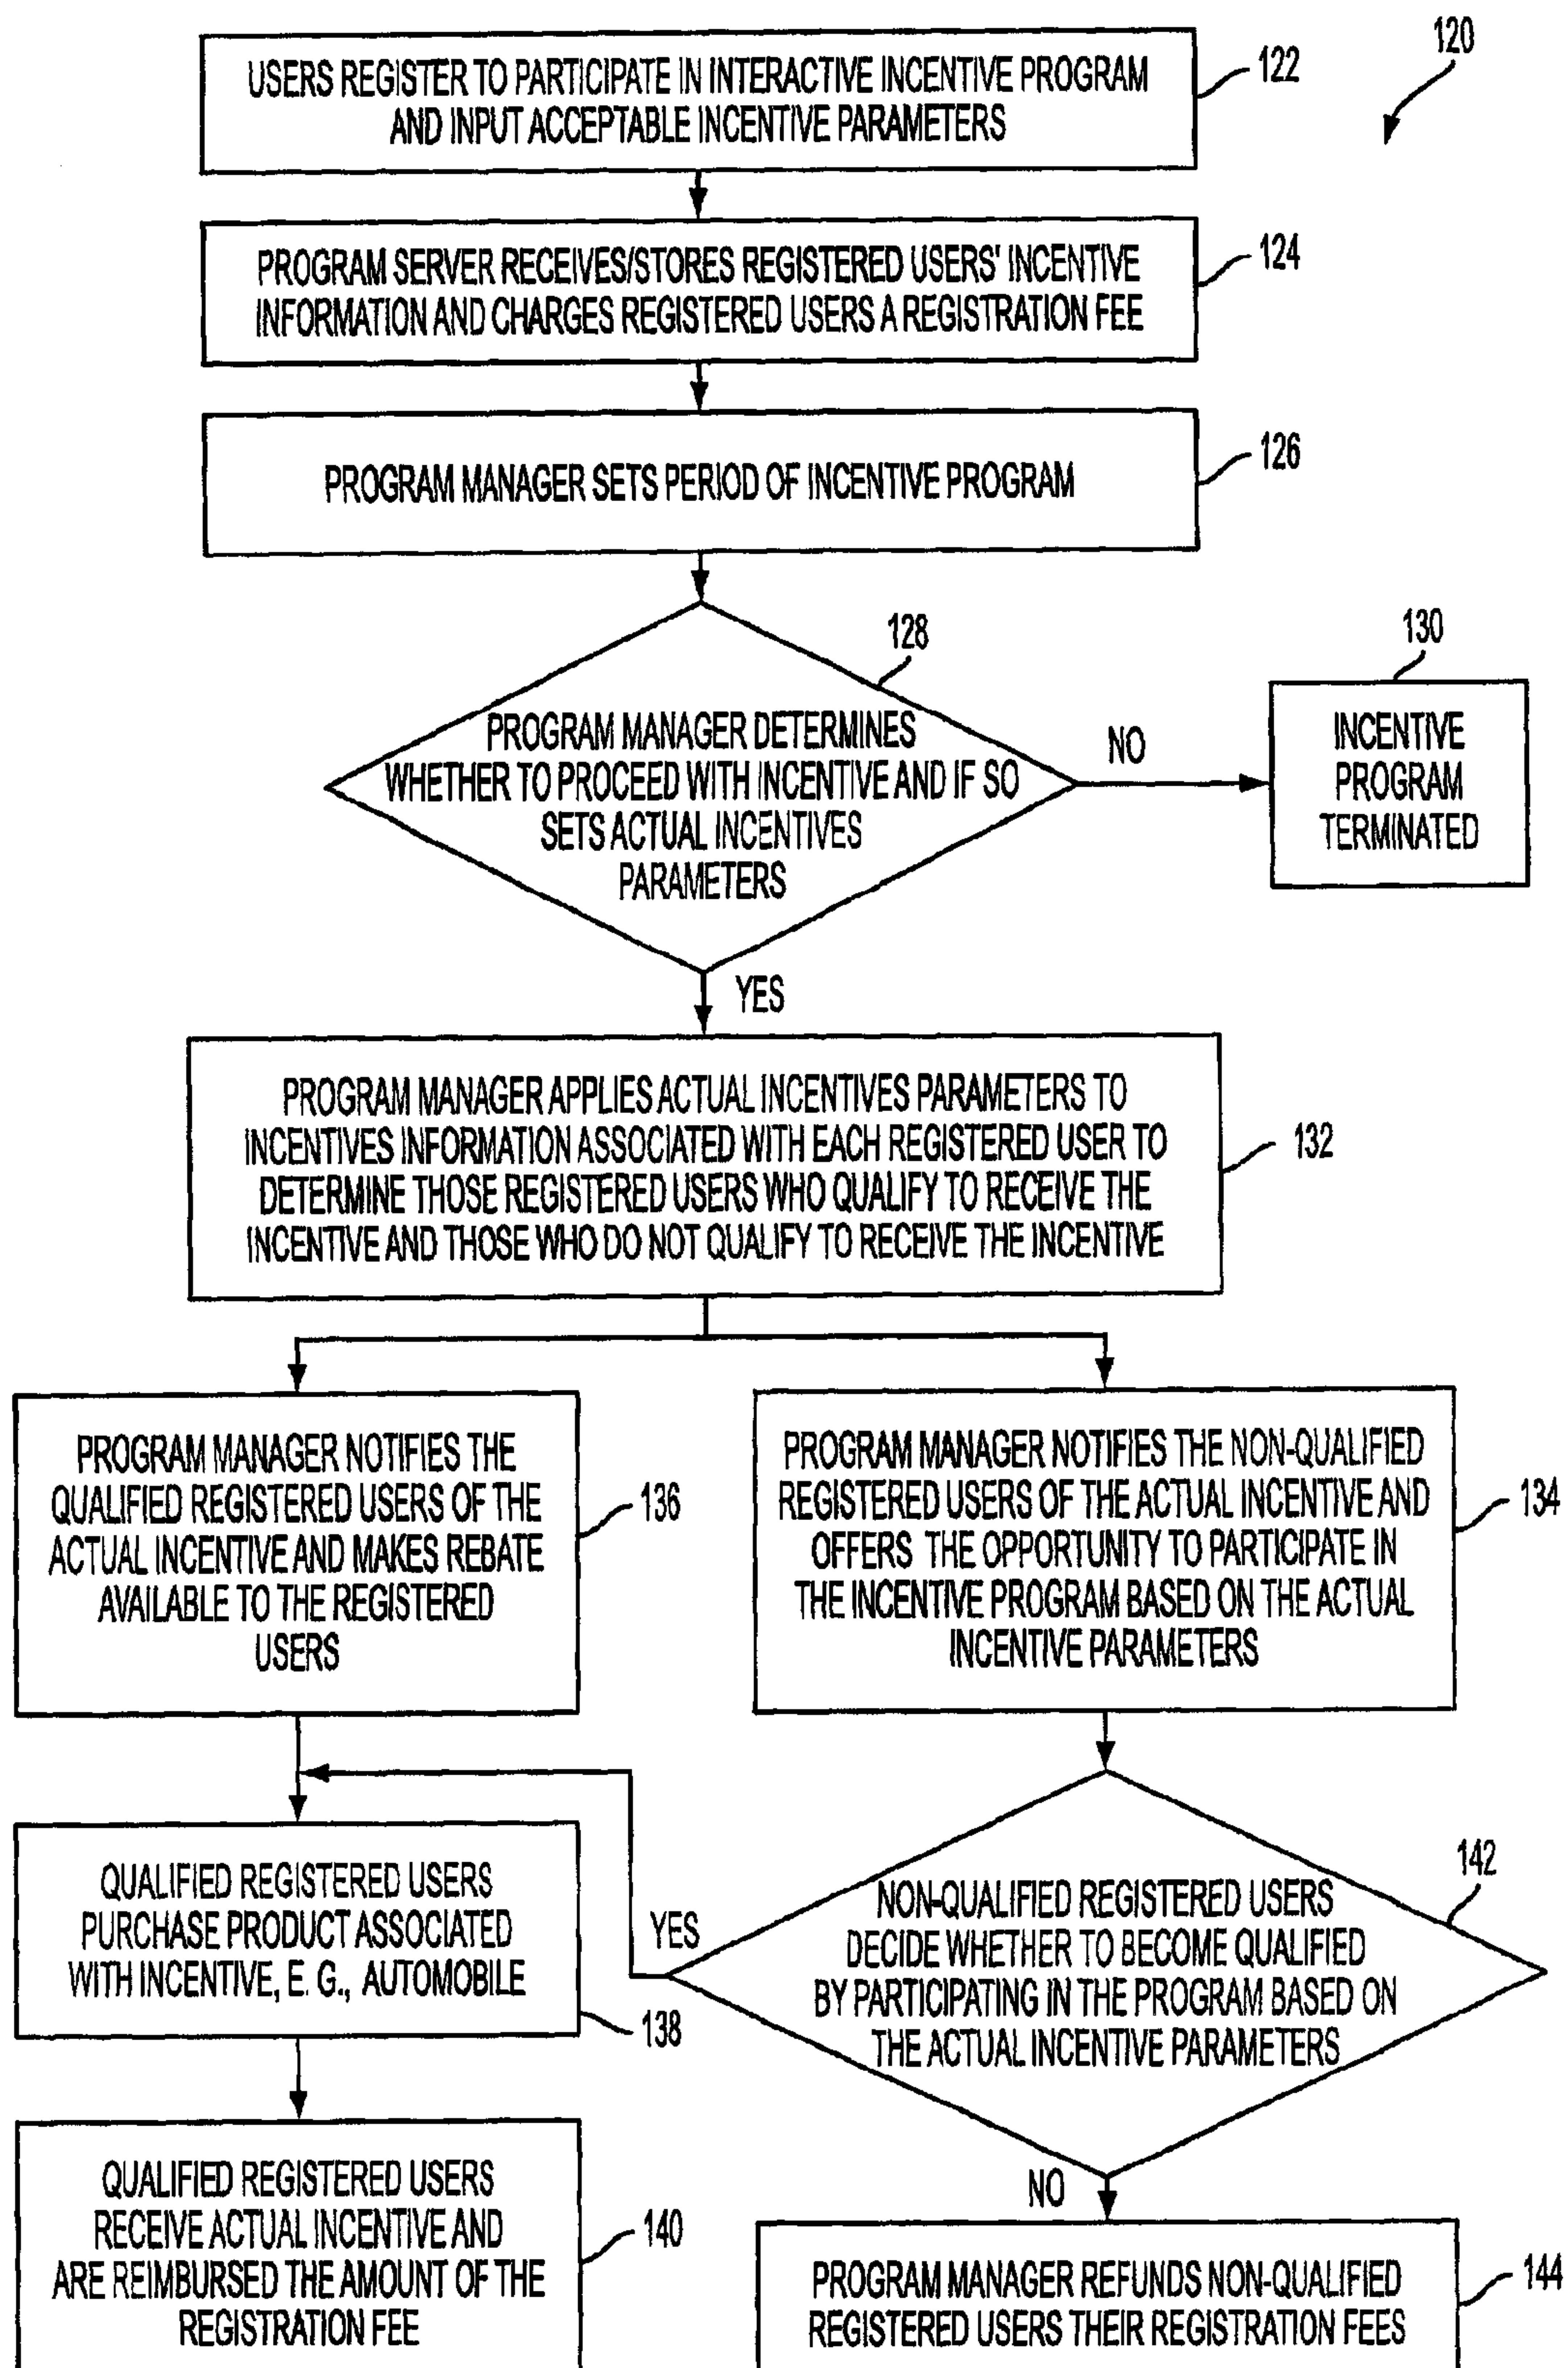 120
USERS REGISTER TO PARTICIPATE IN INTERACTIVE INCENTIVE PROGRAM
AND INPUT ACCEPTABLE INCENTIVE PARAMETERS
122
PROGRAM SERVER RECEIVES/STORES REGISTERED USERS' INCENTIVE
INFORMATION AND CHARGES REGISTERED USERS A REGISTRATION FEE
124
PROGRAM MANAGER SETS PERIOD OF INCENTIVE PROGRAM
126
128
PROGRAM MANAGER DETERMINES
WHETHER TO PROCEED WITH INCENTIVE AND IF SO
SETS ACTUAL INCENTIVES
PARAMETERS
NO
130
INCENTIVE
PROGRAM
TERMINATED
YES
PROGRAM MANAGER APPLIES ACTUAL INCENTIVES PARAMETERS TO
INCENTIVES INFORMATION ASSOCIATED WITH EACH REGISTERED USER TO
DETERMINE THOSE REGISTERED USERS WHO QUALIFY TO RECEIVE THE
INCENTIVE AND THOSE WHO DO NOT QUALIFY TO RECEIVE THE INCENTIVE
132
PROGRAM MANAGER NOTIFIES THE
QUALIFIED REGISTERED USERS OF THE
ACTUAL INCENTIVE AND MAKES REBATE
AVAILABLE TO THE REGISTERED
USERS
136
PROGRAM MANAGER NOTIFIES THE NON-QUALIFIED
REGISTERED USERS OF THE ACTUAL INCENTIVE AND
OFFERS THE OPPORTUNITY TO PARTICIPATE IN
THE INCENTIVE PROGRAM BASED ON THE ACTUAL
INCENTIVE PARAMETERS
134
QUALIFIED REGISTERED USERS
PURCHASE PRODUCT ASSOCIATED
WITH INCENTIVE, E. G., AUTOMOBILE
138
YES
142
NON-QUALIFIED REGISTERED USERS
DECIDE WHETHER TO BECOME QUALIFIED
BY PARTICIPATING IN THE PROGRAM BASED ON
THE ACTUAL INCENTIVE PARAMETERS
NO
QUALIFIED REGISTERED USERS
RECEIVE ACTUAL INCENTIVE AND
ARE REIMBURSED THE AMOUNT OF THE
REGISTRATION FEE
140
PROGRAM MANAGER REFUNDS NON-QUALIFIED
REGISTERED USERS THEIR REGISTRATION FEES
144